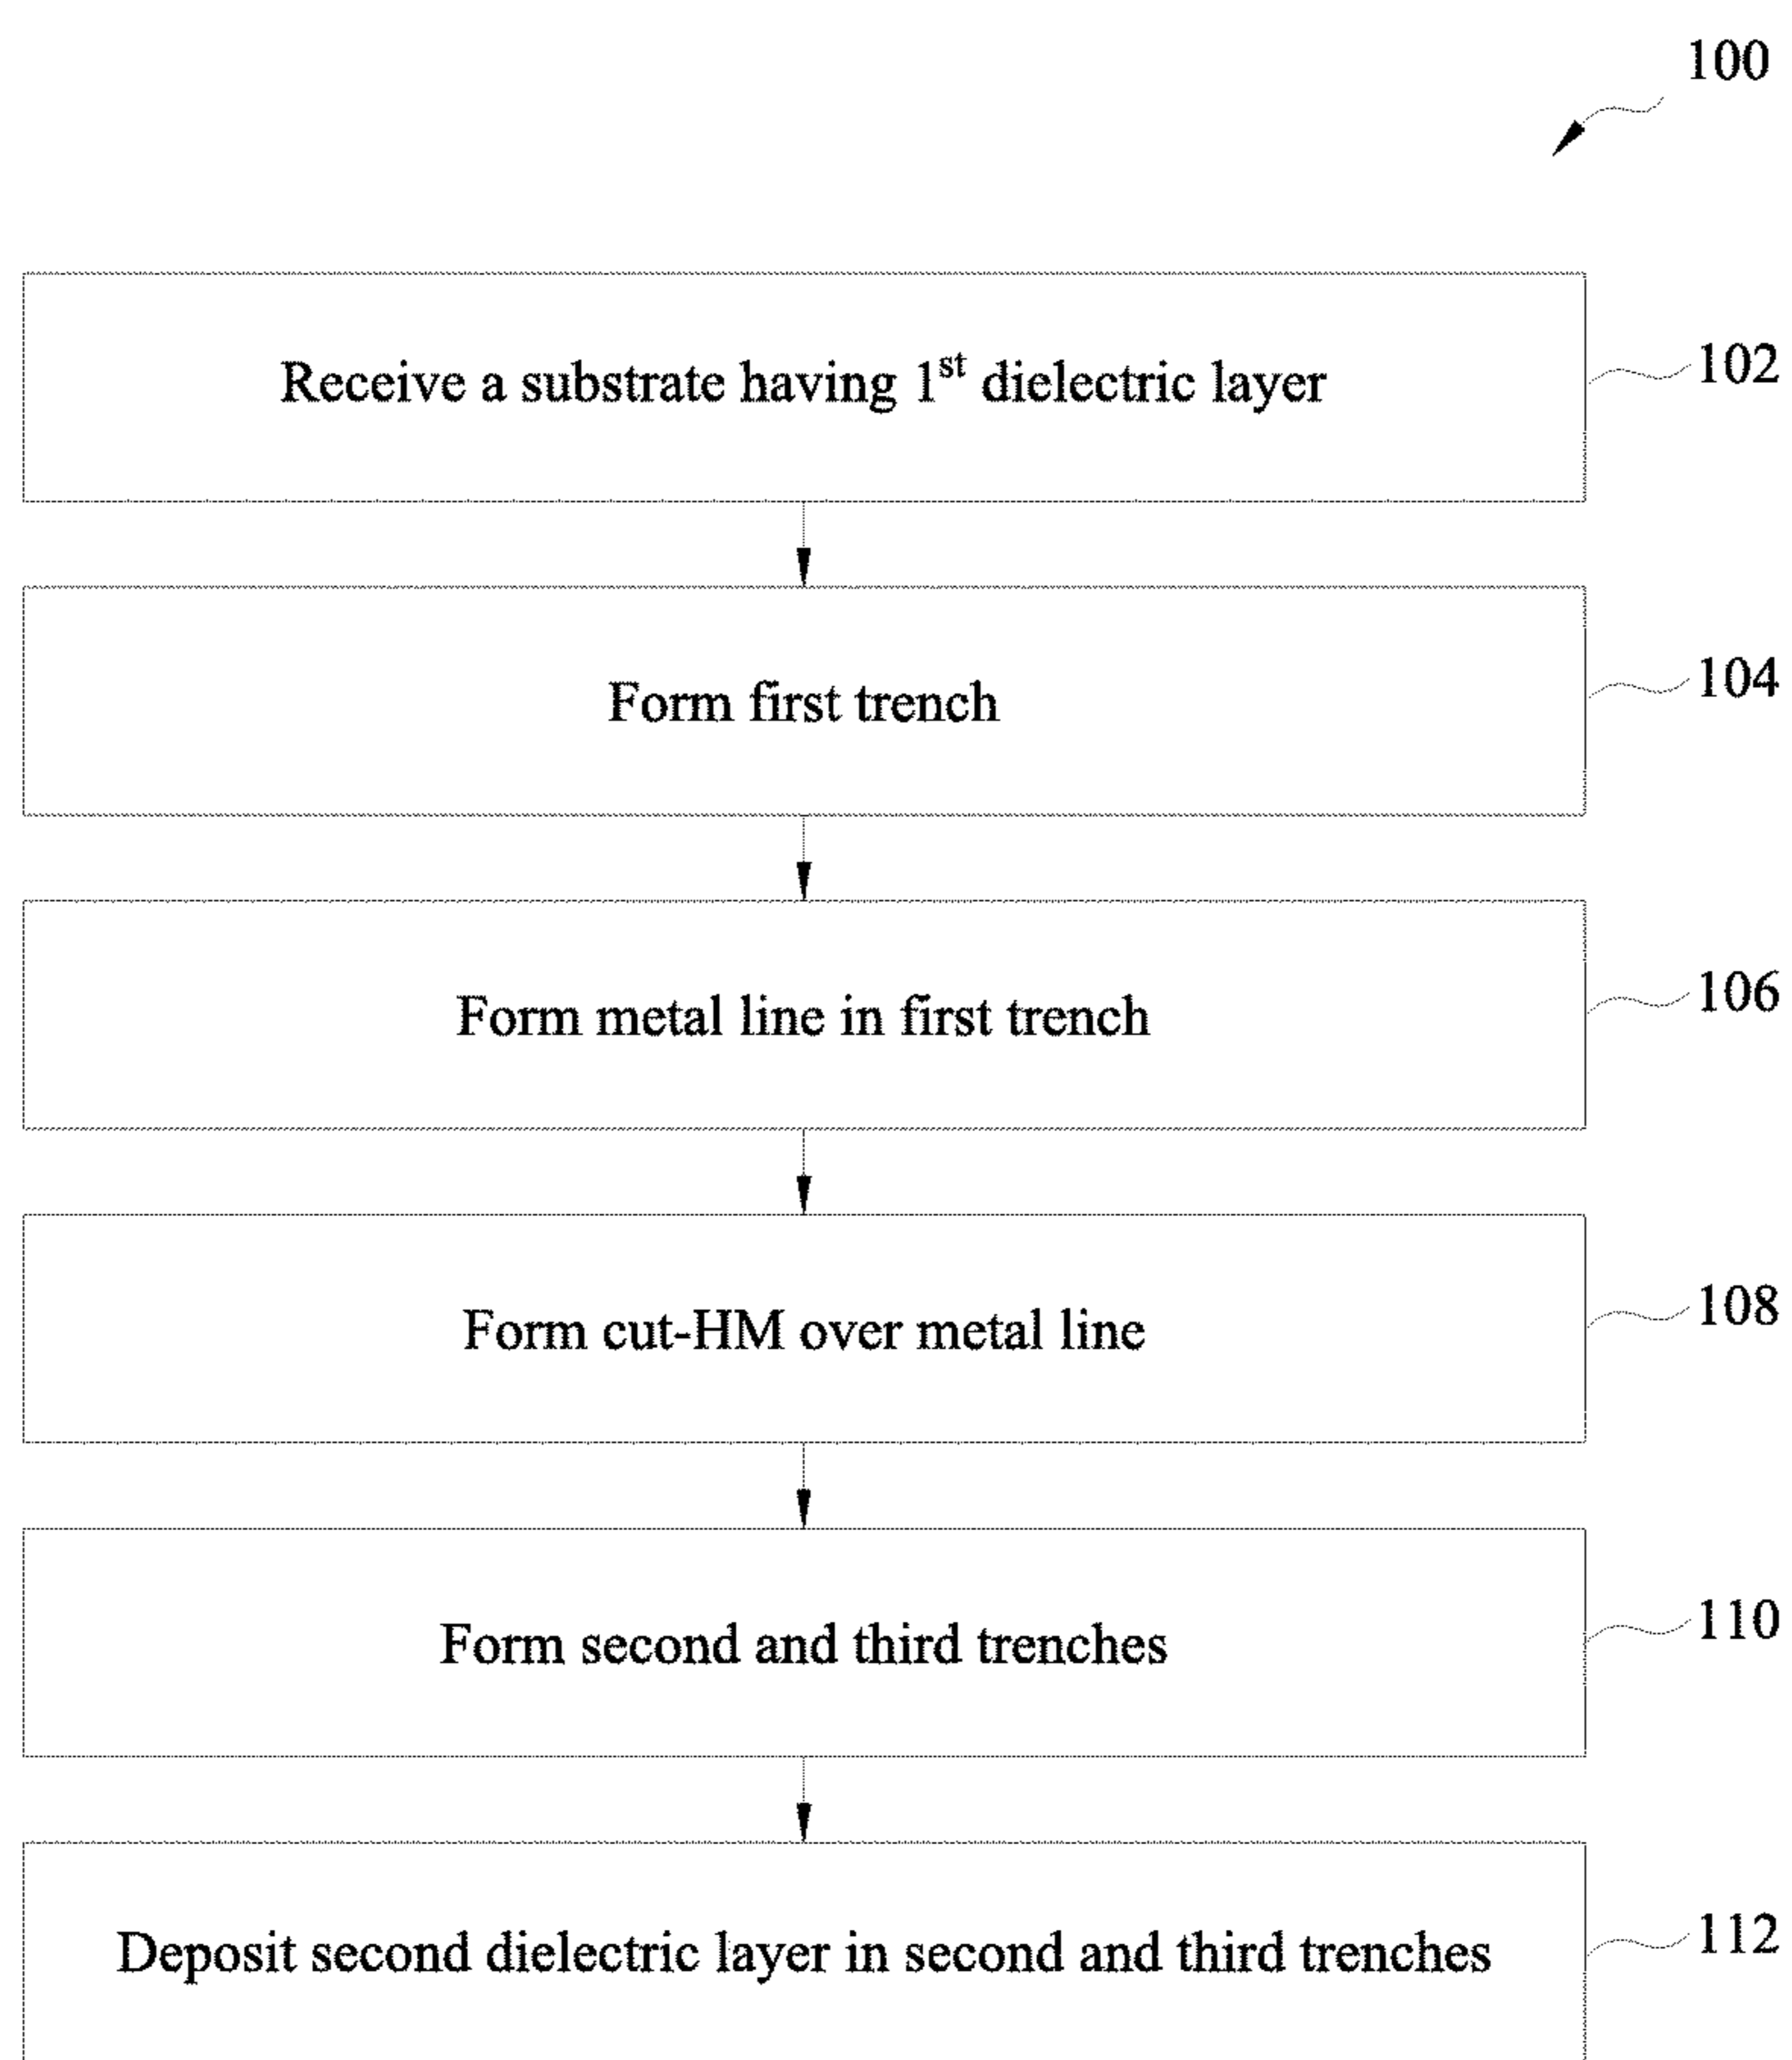 100
Receive a substrate having 1st dielectric layer
102
Form first trench
104
Form metal line in first trench
106
Form cut-HM over metal line
108
Form second and third trenches
110
Deposit second dielectric layer in second and third trenches
112